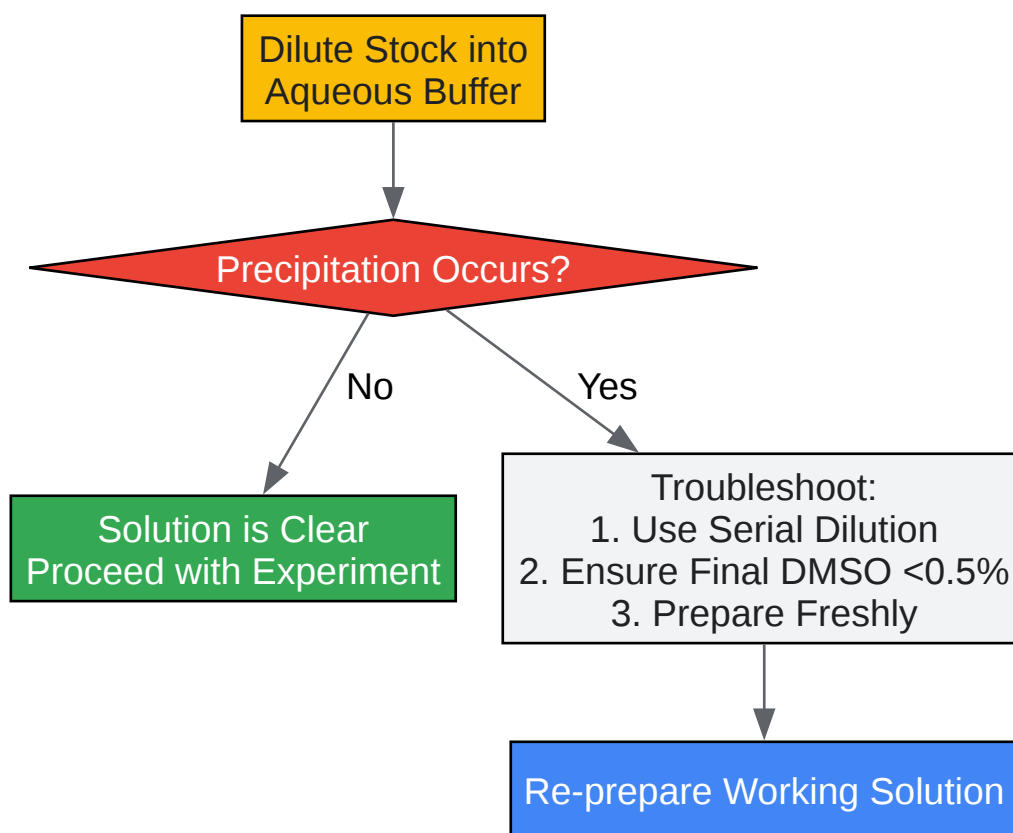 Dilute Stock into
Aqueous Buffer
Precipitation Occurs?
No
Yes
Solution is Clear
Proceed with Experiment
Troubleshoot:
1. Use Serial Dilution
2. Ensure Final DMSO <0.5%
3. Prepare Freshly
Re-prepare Working Solution